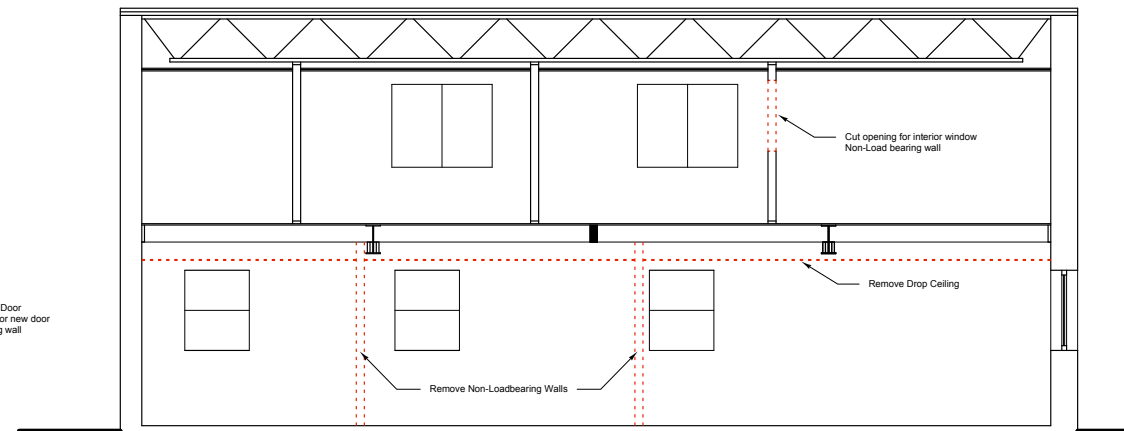 Cut opening for interior window
Non-Load bearing wall
Remove Drop Ceiling
Door
or new door
wall
Remove Non-Loadbearing Walls